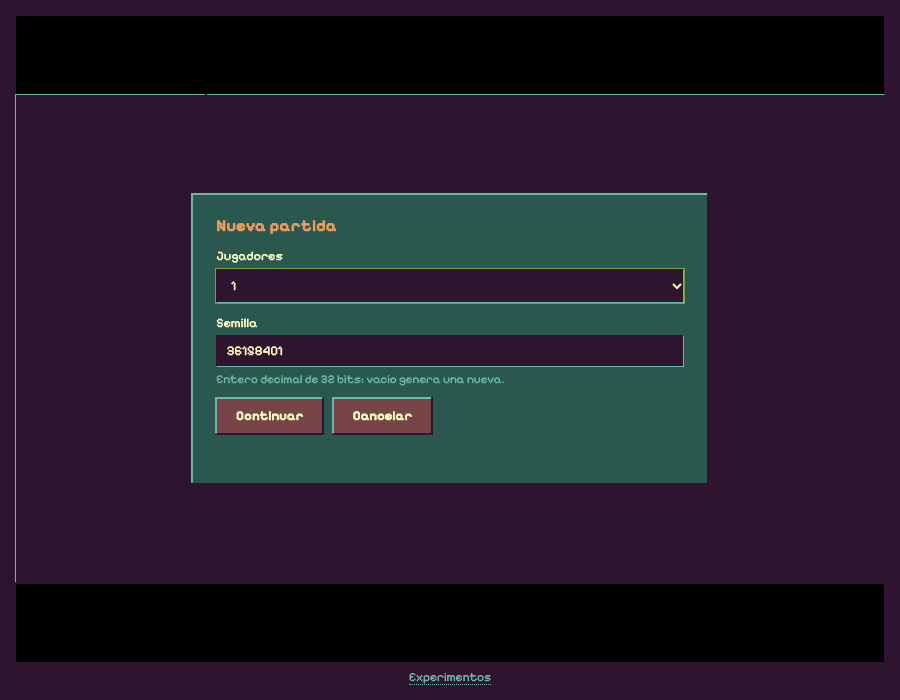 Nueva partida
Jugadores
1
Semilla
36198401
Entero decimal de 32 bits; vacío genera una nueva.
Continuar
Cancelar
Experimentos